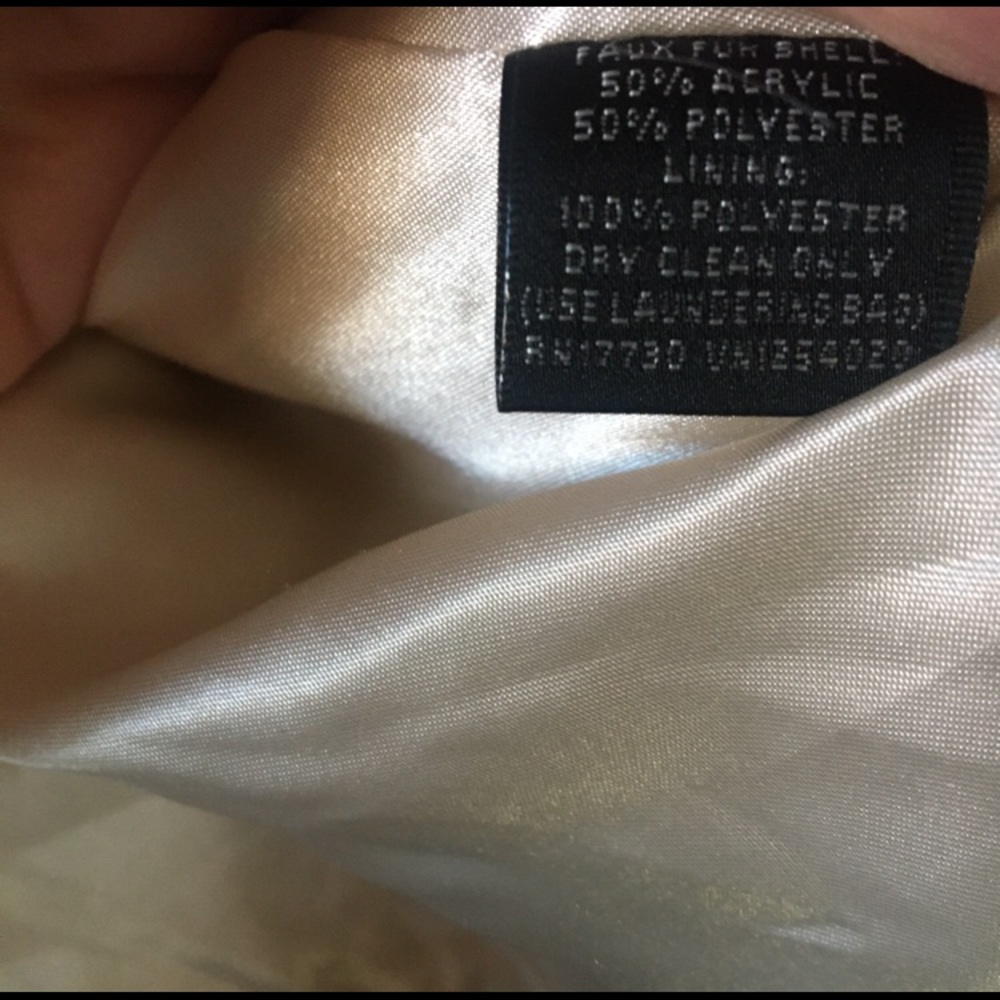 FAUX FUR SHELL:
50% ACRYLIC
50% POLYESTER
LINING:
100% POLYESTER
DRY CLEAN ONLY
(USE LAUNDERING BAG)
RN17730